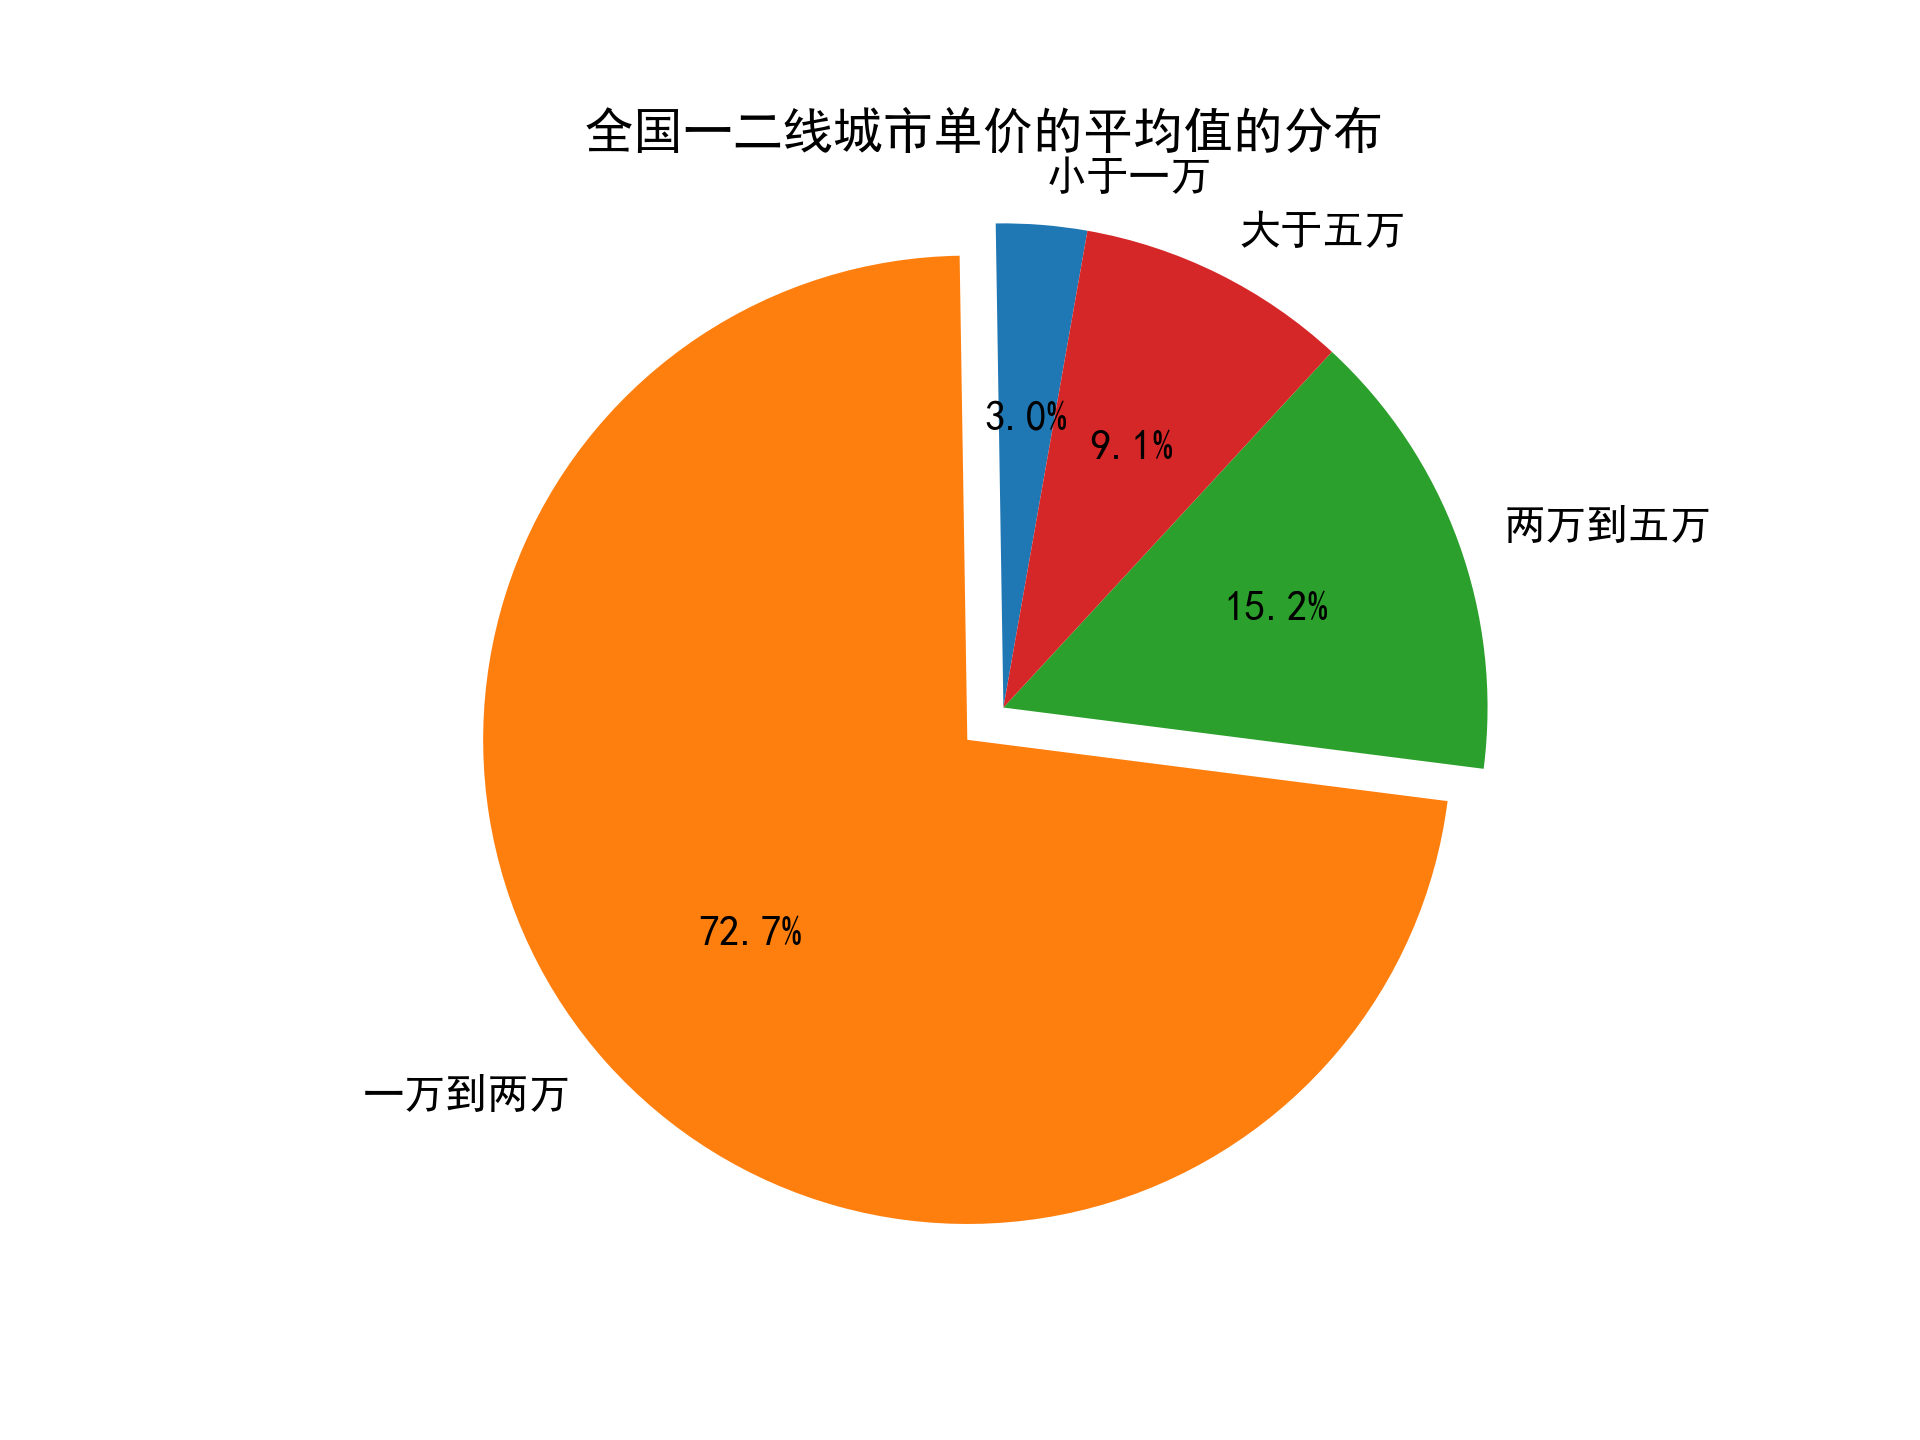 全国一二线城市单价的平均值的分布
小于一万
大于五万
3.0%
9.1%
两万到五万
15.2%
72.7%
一万到两万